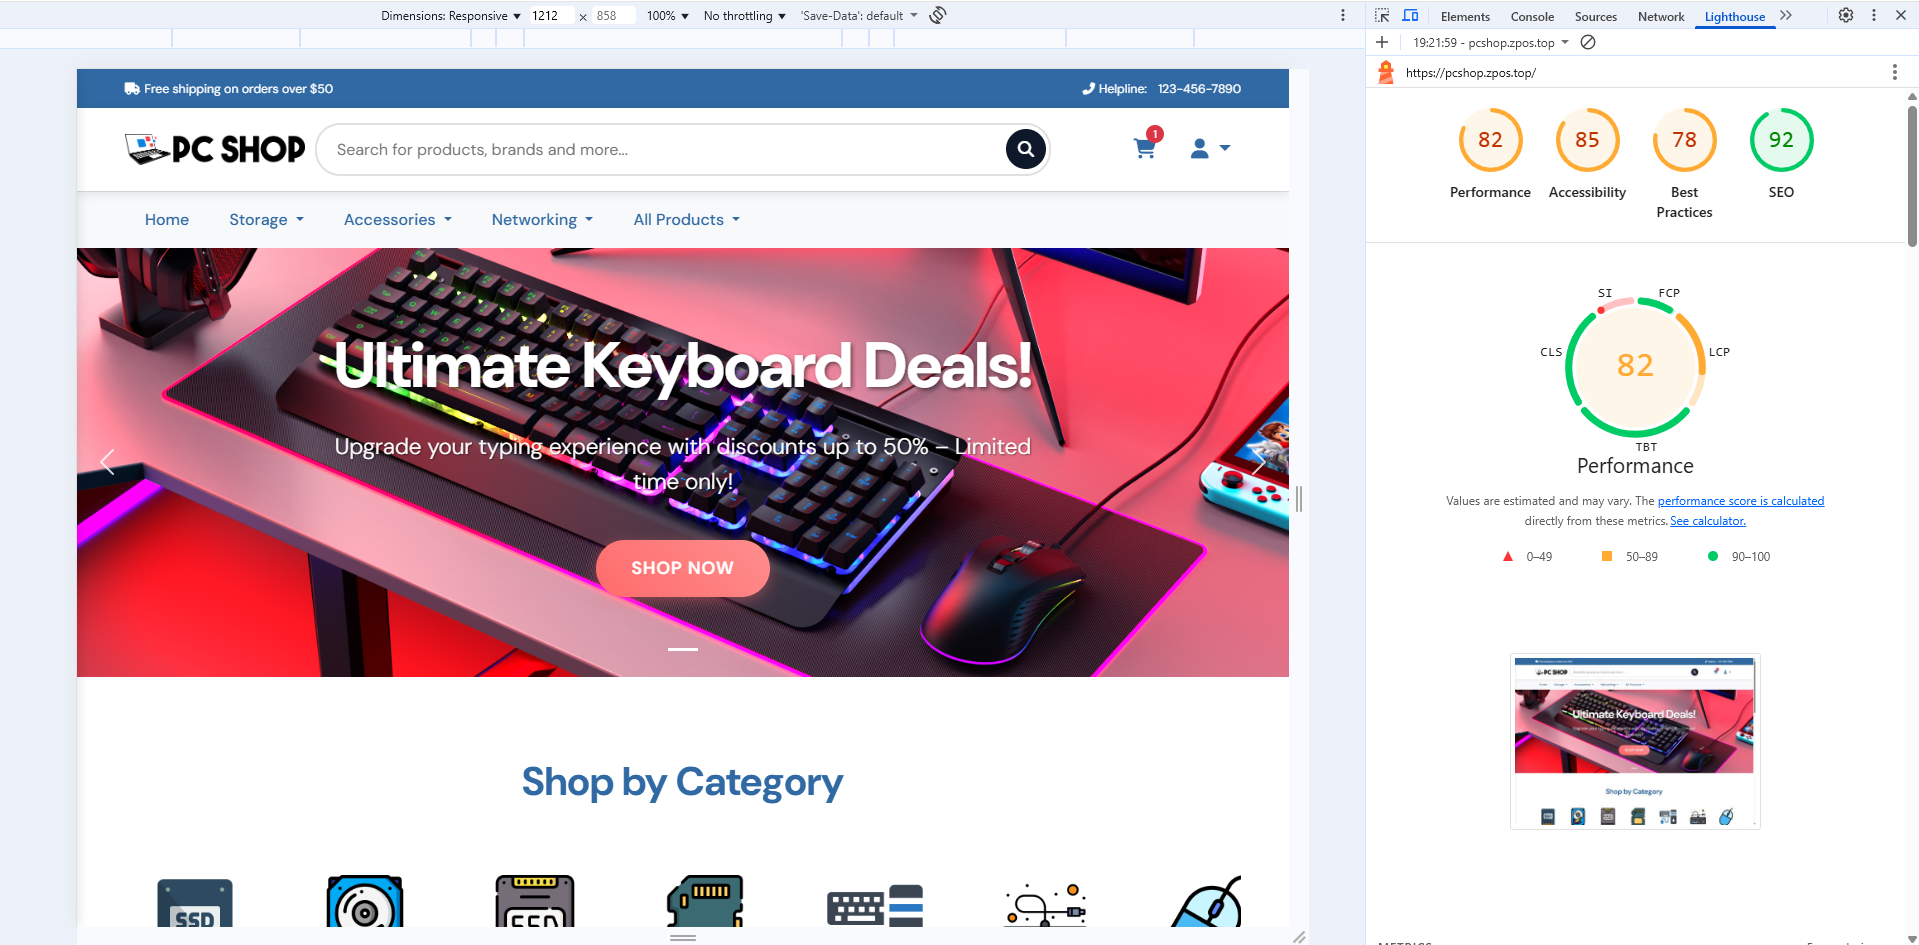 Dimensions: Responsive 1212 × 858 100% No throttling 'Save-Data': default
Elements Console Sources Network Lighthouse
19:21:59 - pcshop.zpos.top
https://pcshop.zpos.top/
Free shipping on orders over $50
Helpline: 123-456-7890
PC SHOP
Search for products, brands and more...
1
Home Storage Accessories Networking All Products
Ultimate Keyboard Deals!
Upgrade your typing experience with discounts up to 50% – Limited
time only!
SHOP NOW
Shop by Category
SSD
SSD
82 85 78 92
Performance Accessibility Best SEO
Practices
SI FCP
CLS LCP
82
TBT
Performance
Values are estimated and may vary. The performance score is calculated
directly from these metrics. See calculator.
0–49 50–89 90–100
PC SHOP
Ultimate Keyboard Deals!
Shop by Category
METRICS